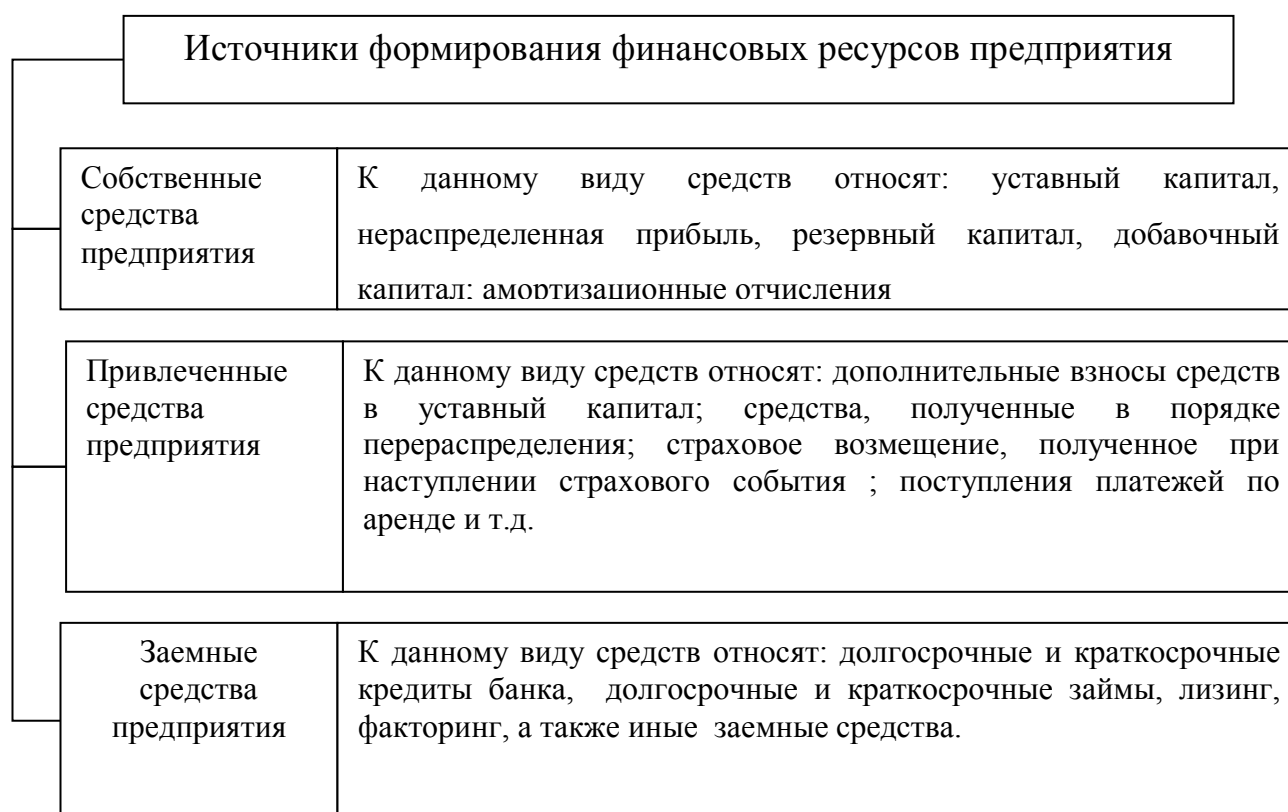 Источники формирования финансовых ресурсов предприятия
Собственные
средства
предприятия
К данному виду средств относят: уставный капитал,
нераспределенная прибыль, резервный капитал, добавочный
капитал; амортизационные отчисления
Привлеченные
средства
предприятия
К данному виду средств относят: дополнительные взносы средств
в уставный капитал; средства, полученные в порядке
перераспределения; страховое возмещение, полученное при
наступлении страхового события ; поступления платежей по
аренде и т.д.
Заемные
средства
предприятия
К данному виду средств относят: долгосрочные и краткосрочные
кредиты банка, долгосрочные и краткосрочные займы, лизинг,
факторинг, а также иные заемные средства.